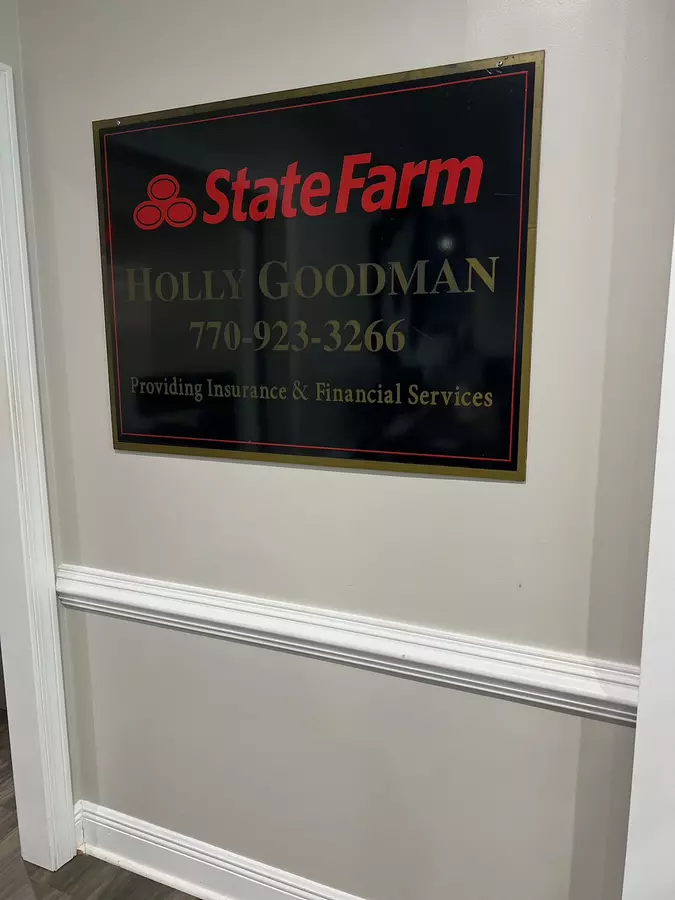 State Farm
HOLLY GOODMAN
770-923-3266
Providing Insurance & Financial Services